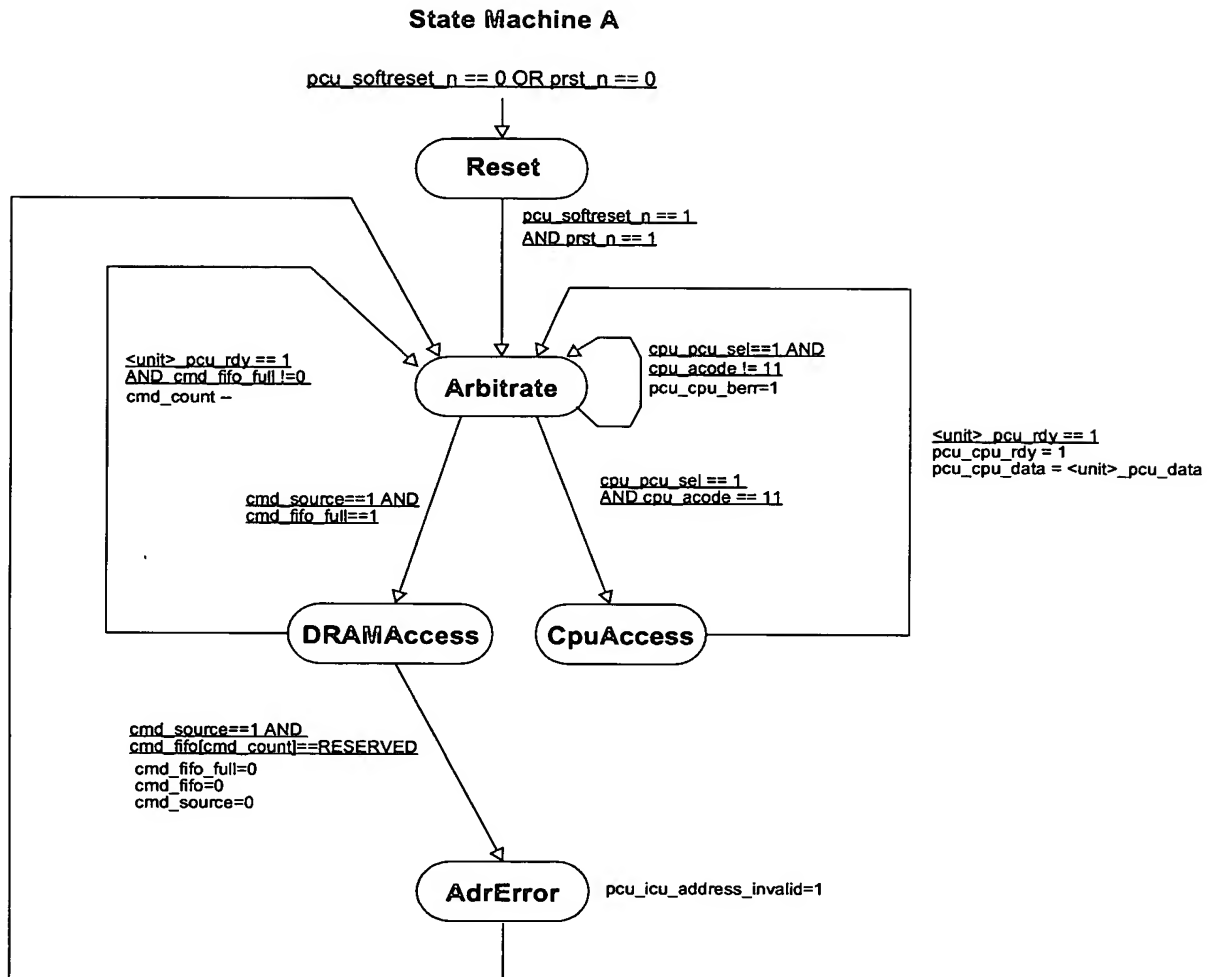 State Machine A
pcu_softreset_n == 0 OR prst_n == 0
Reset
pcu_softreset_n == 1
AND prst_n == 1
<unit>_pcu_rdy == 1
AND cmd_fifo_full !=0
cmd_count --
Arbitrate
cpu_pcu_sel==1 AND
cpu_acode != 11
pcu_cpu_berr=1
<unit>_pcu_rdy == 1
pcu_cpu_rdy = 1
pcu_cpu_data = <unit>_pcu_data
cmd_source==1 AND
cmd_fifo_full==1
cpu_pcu_sel == 1
AND cpu_acode == 11
DRAMAccess
CpuAccess
cmd_source==1 AND
cmd_fifo[cmd_count]==RESERVED
cmd_fifo_full=0
cmd_fifo=0
cmd_source=0
AdrError
pcu_icu_address_invalid=1